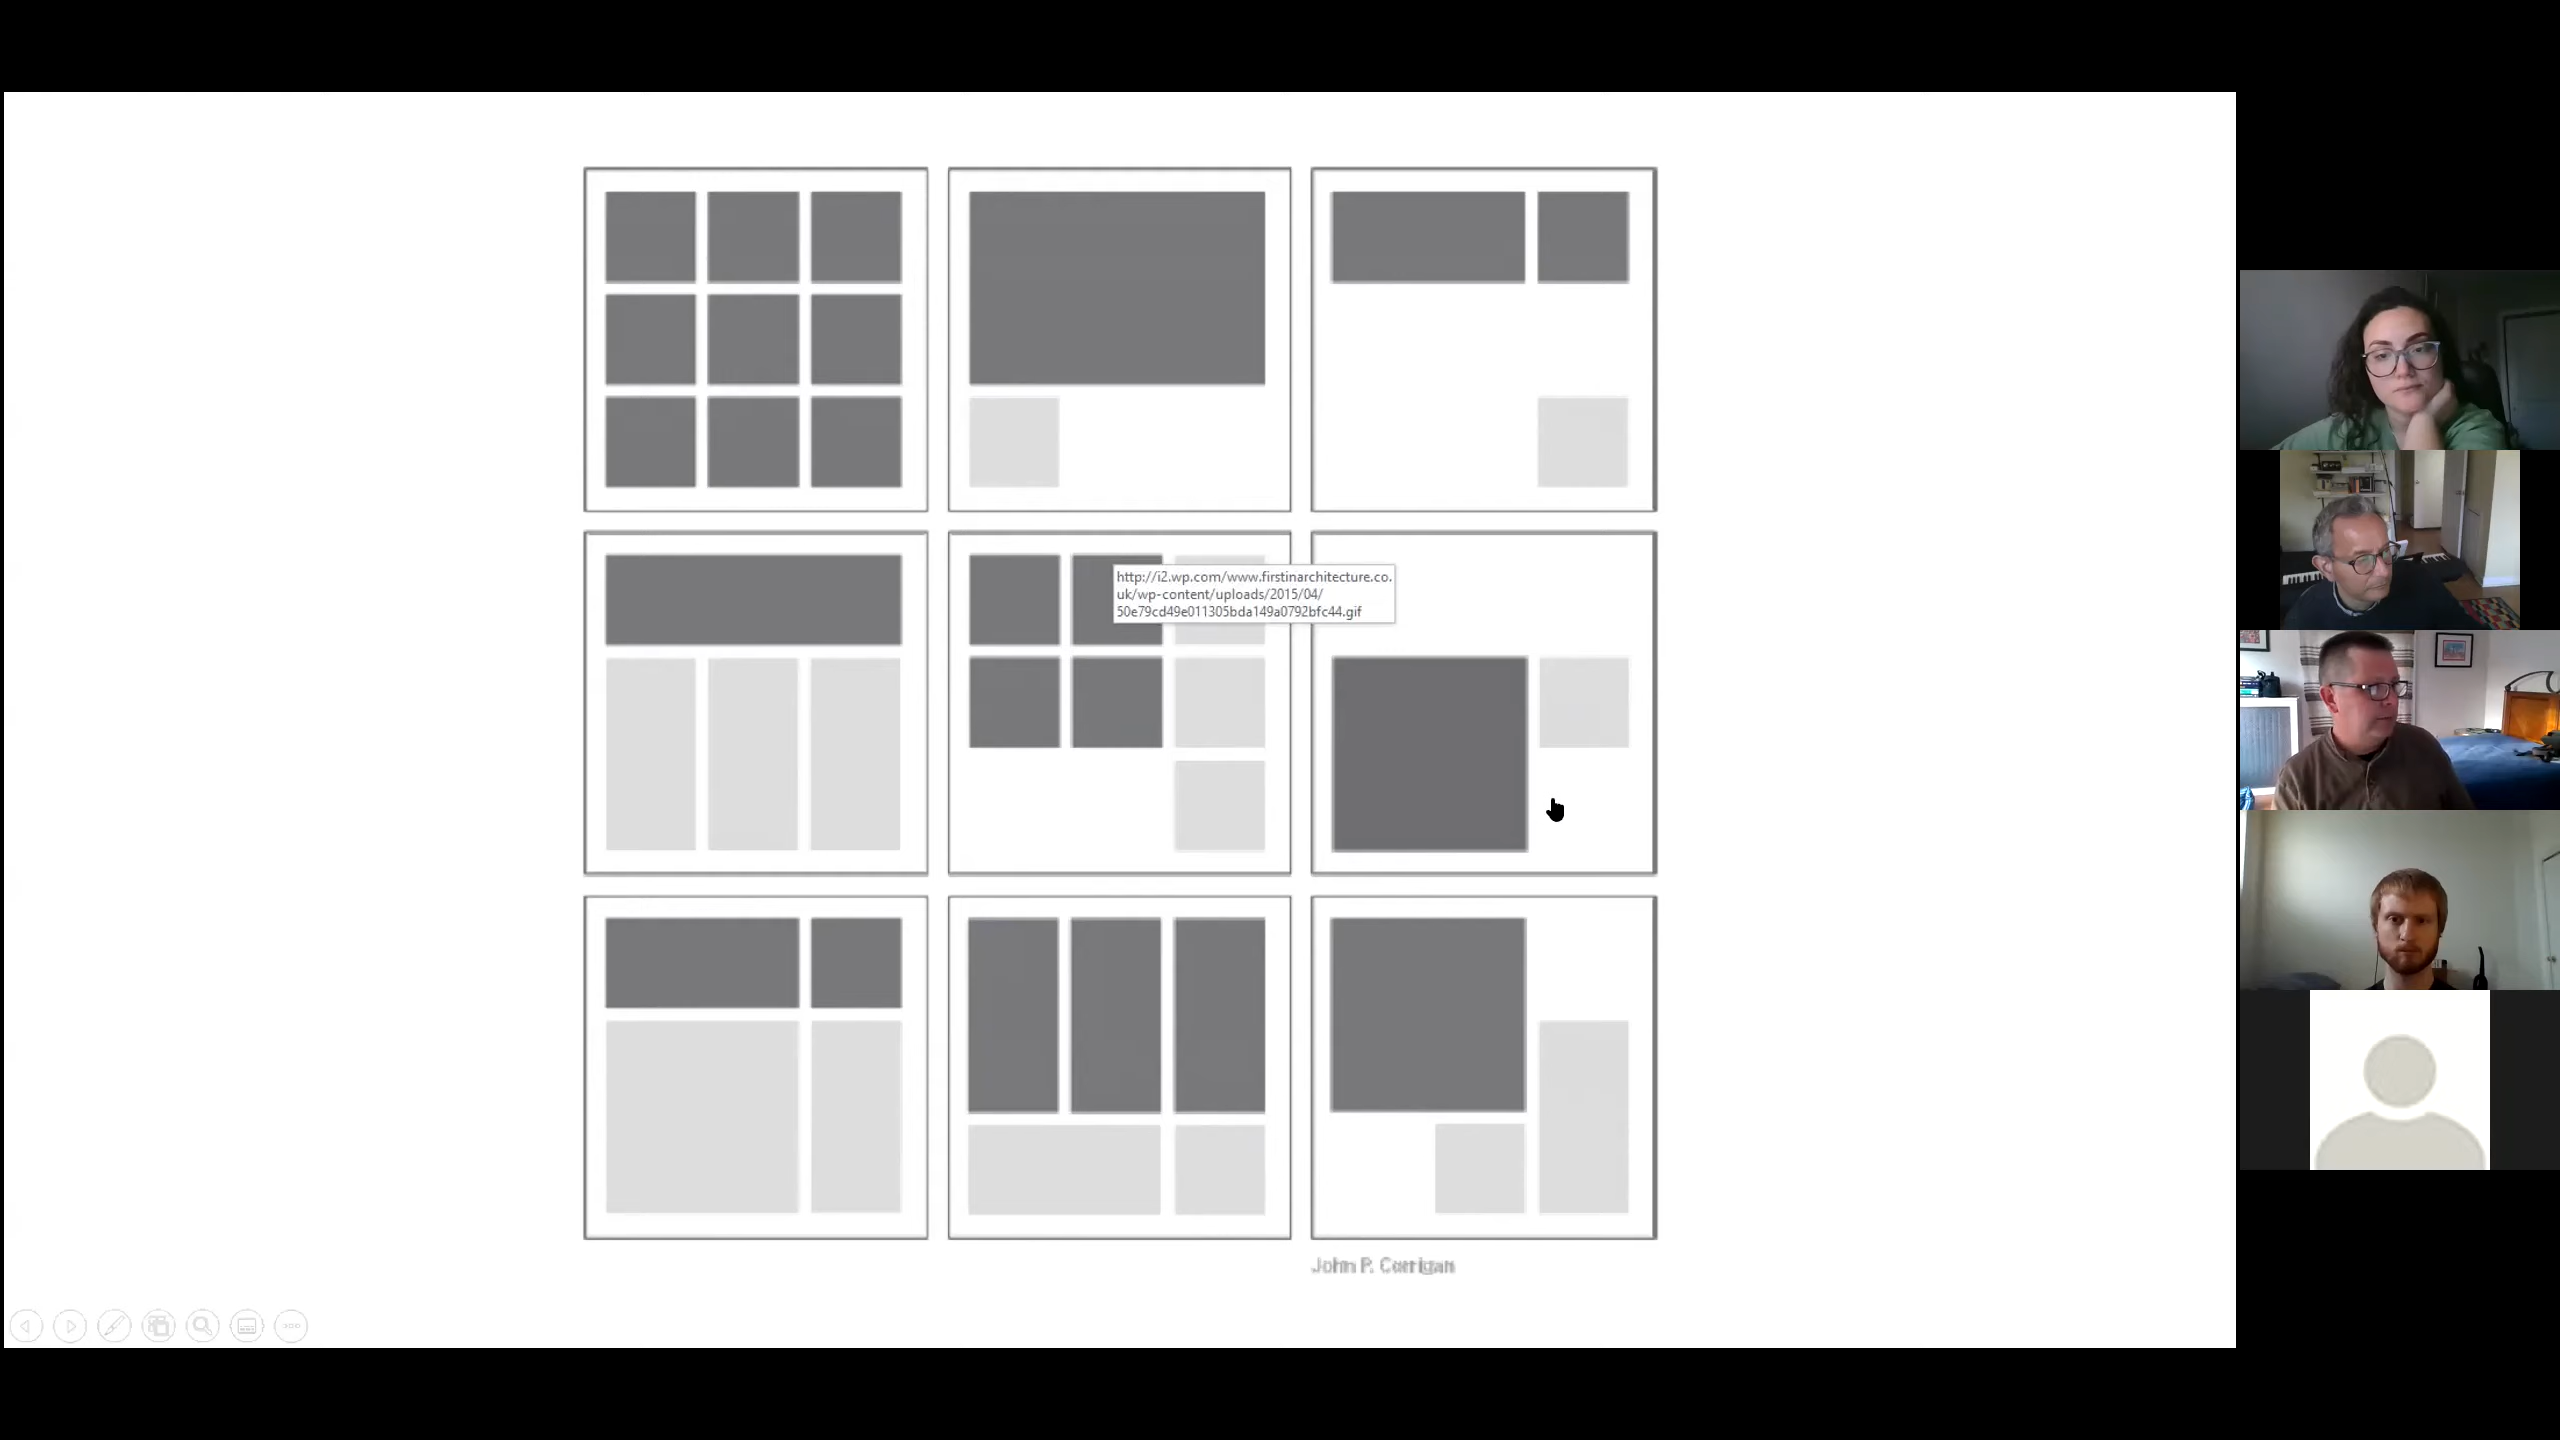 http://i2.wp.com/www.firstinarchitecture.co.
uk/wp-content/uploads/2015/04/
50e79cd49e011305bda149a0792bfc44.gif
John P. Corrigan